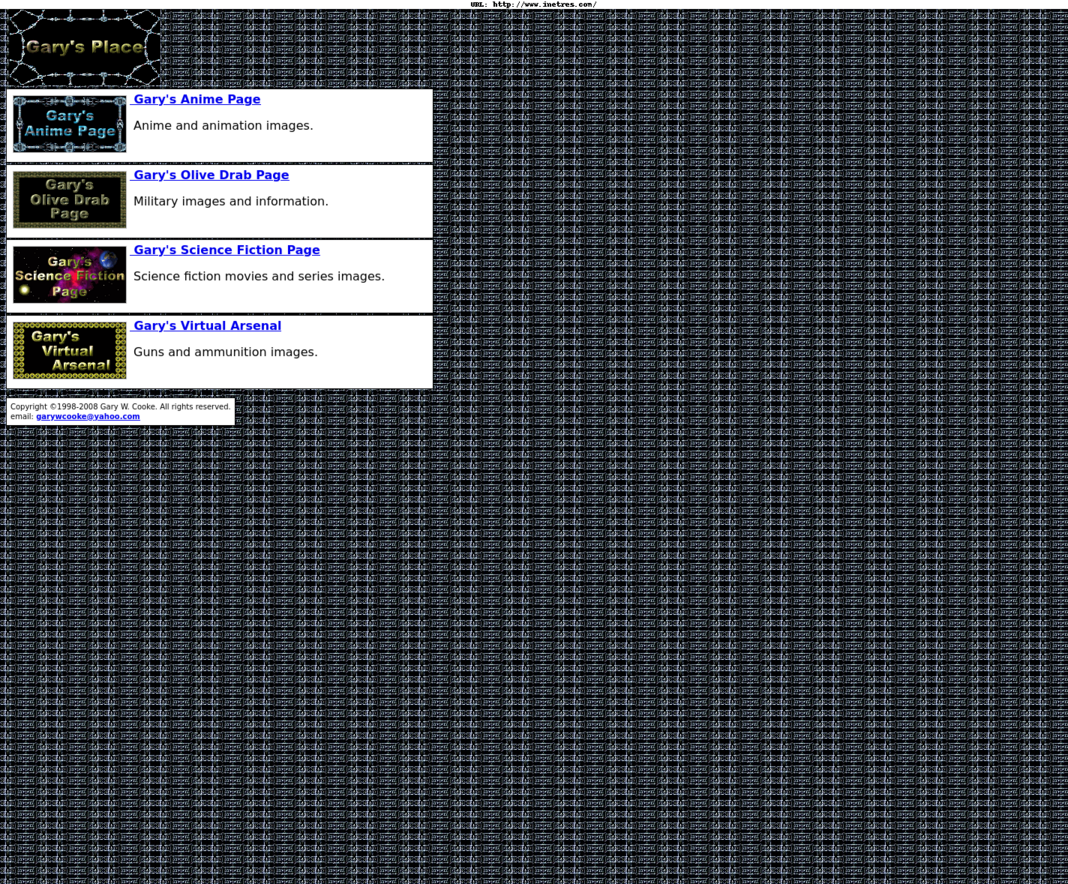 URL: http://www.inetres.com/
Gary's Place
Gary's
Anime Page
Gary's Anime Page
Anime and animation images.
Gary's
Olive Drab
Page
Gary's Olive Drab Page
Military images and information.
Gary's
Science Fiction
Page
Gary's Science Fiction Page
Science fiction movies and series images.
Gary's
Virtual
Arsenal
Gary's Virtual Arsenal
Guns and ammunition images.
Copyright ©1998-2008 Gary W. Cooke. All rights reserved.
email: garywcooke@yahoo.com